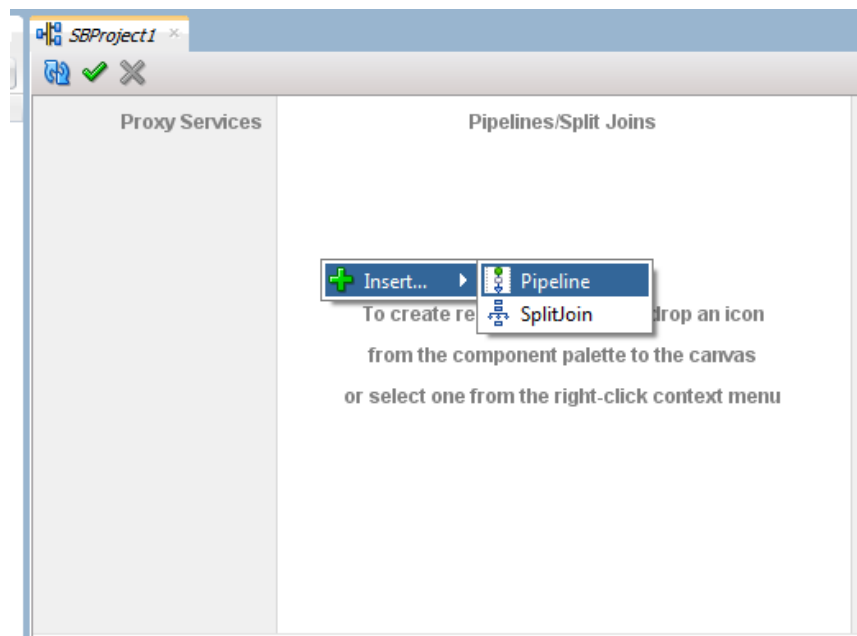 SBProject1
Proxy Services
Pipelines/Split Joins
Insert...
Pipeline
SplitJoin
To create re drop an icon
from the component palette to the canvas
or select one from the right-click context menu